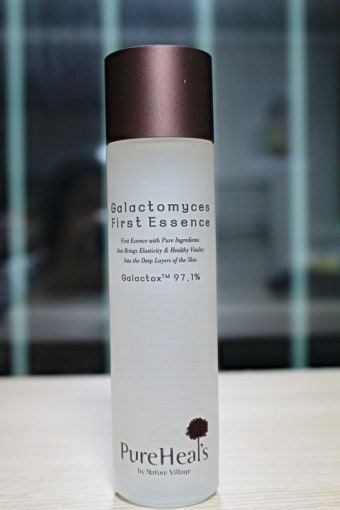 Galactomyces
First Essence
First Essence with Pure Ingredients
that Brings Elasticity & Healthy Vitality
Into the Deep Layers of the Skin
Galactox™ 97.1%
PureHeal's
by Nature Village